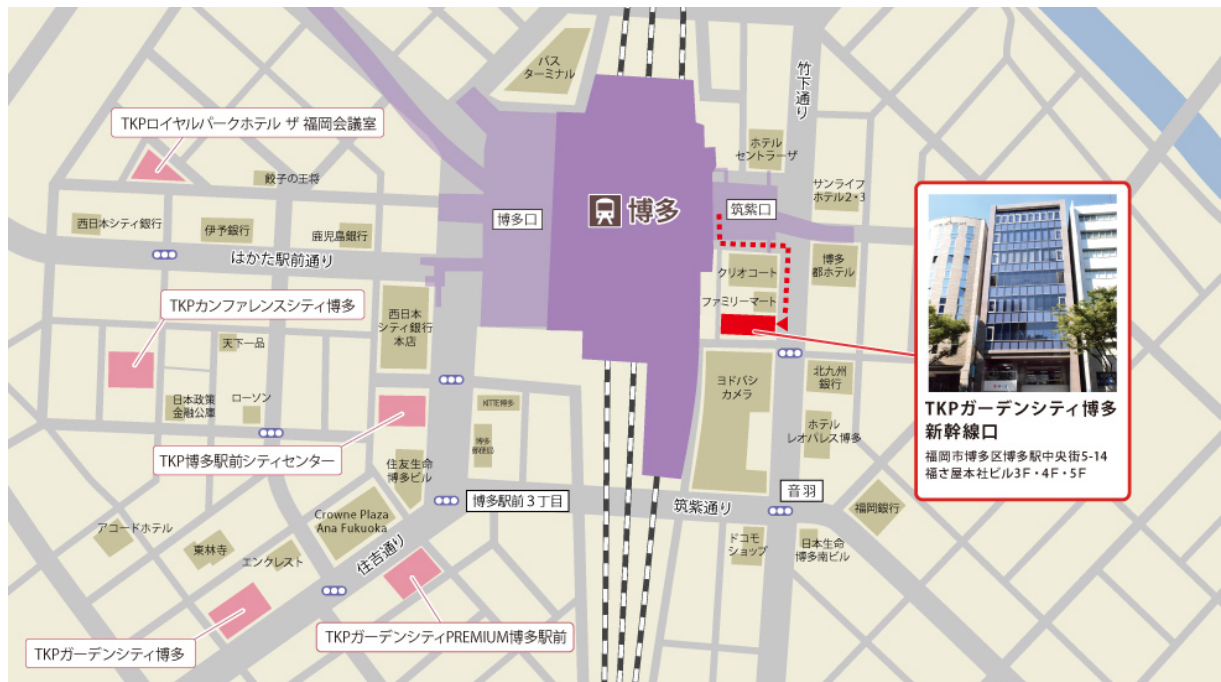 バス
ターミナル
竹下通り
TKPロイヤルパークホテル ザ 福岡会議室
ホテル
セントラーザ
餃子の王将
サンライフ
ホテル2・3
博多
西日本シティ銀行
伊予銀行
鹿児島銀行
博多口
筑紫口
はかた駅前通り
クリオコート
博多
都ホテル
TKPカンファレンスシティ博多
ファミリーマート
西日本
シティ銀行
本店
天下一品
ヨドバシ
カメラ
北九州
銀行
日本政策
金融公庫
ローソン
KITTE博多
TKPガーデンシティ博多
新幹線口
福岡市博多区博多駅中央街5-14
福さ屋本社ビル3F・4F・5F
ホテル
レオパレス博多
TKP博多駅前シティセンター
博多
郵便局
住友生命
博多ビル
博多駅前3丁目
筑紫通り
音羽
福岡銀行
アコードホテル
Crowne Plaza
Ana Fukuoka
東林寺
エンクレスト
住吉通り
ドコモ
ショップ
日本生命
博多南ビル
TKPガーデンシティPREMIUM博多駅前
TKPガーデンシティ博多